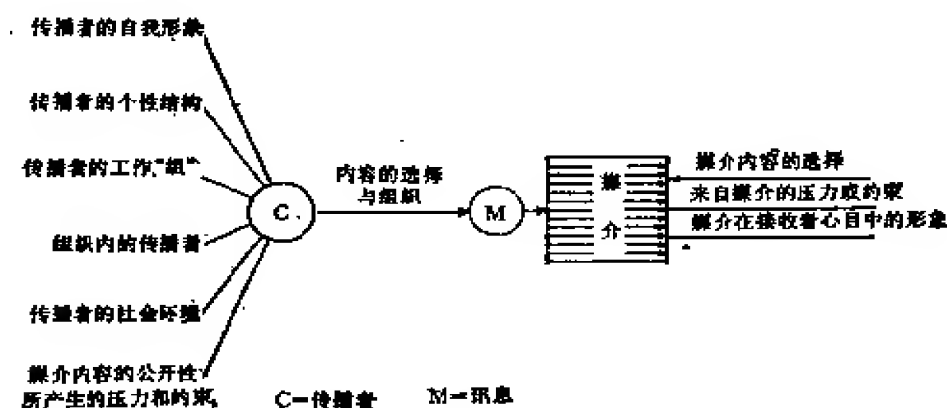 传播者的自我形象
传播者的个性结构
传播者的工作“组”
组织内的传播者
传播者的社会环境
媒介内容的公开性
所产生的压力和约束
C
内容的选择
与组织
M
媒
介
媒介内容的选择
来自媒介的压力或约束
媒介在接收者心目中的形象
C=传播者
M=讯息